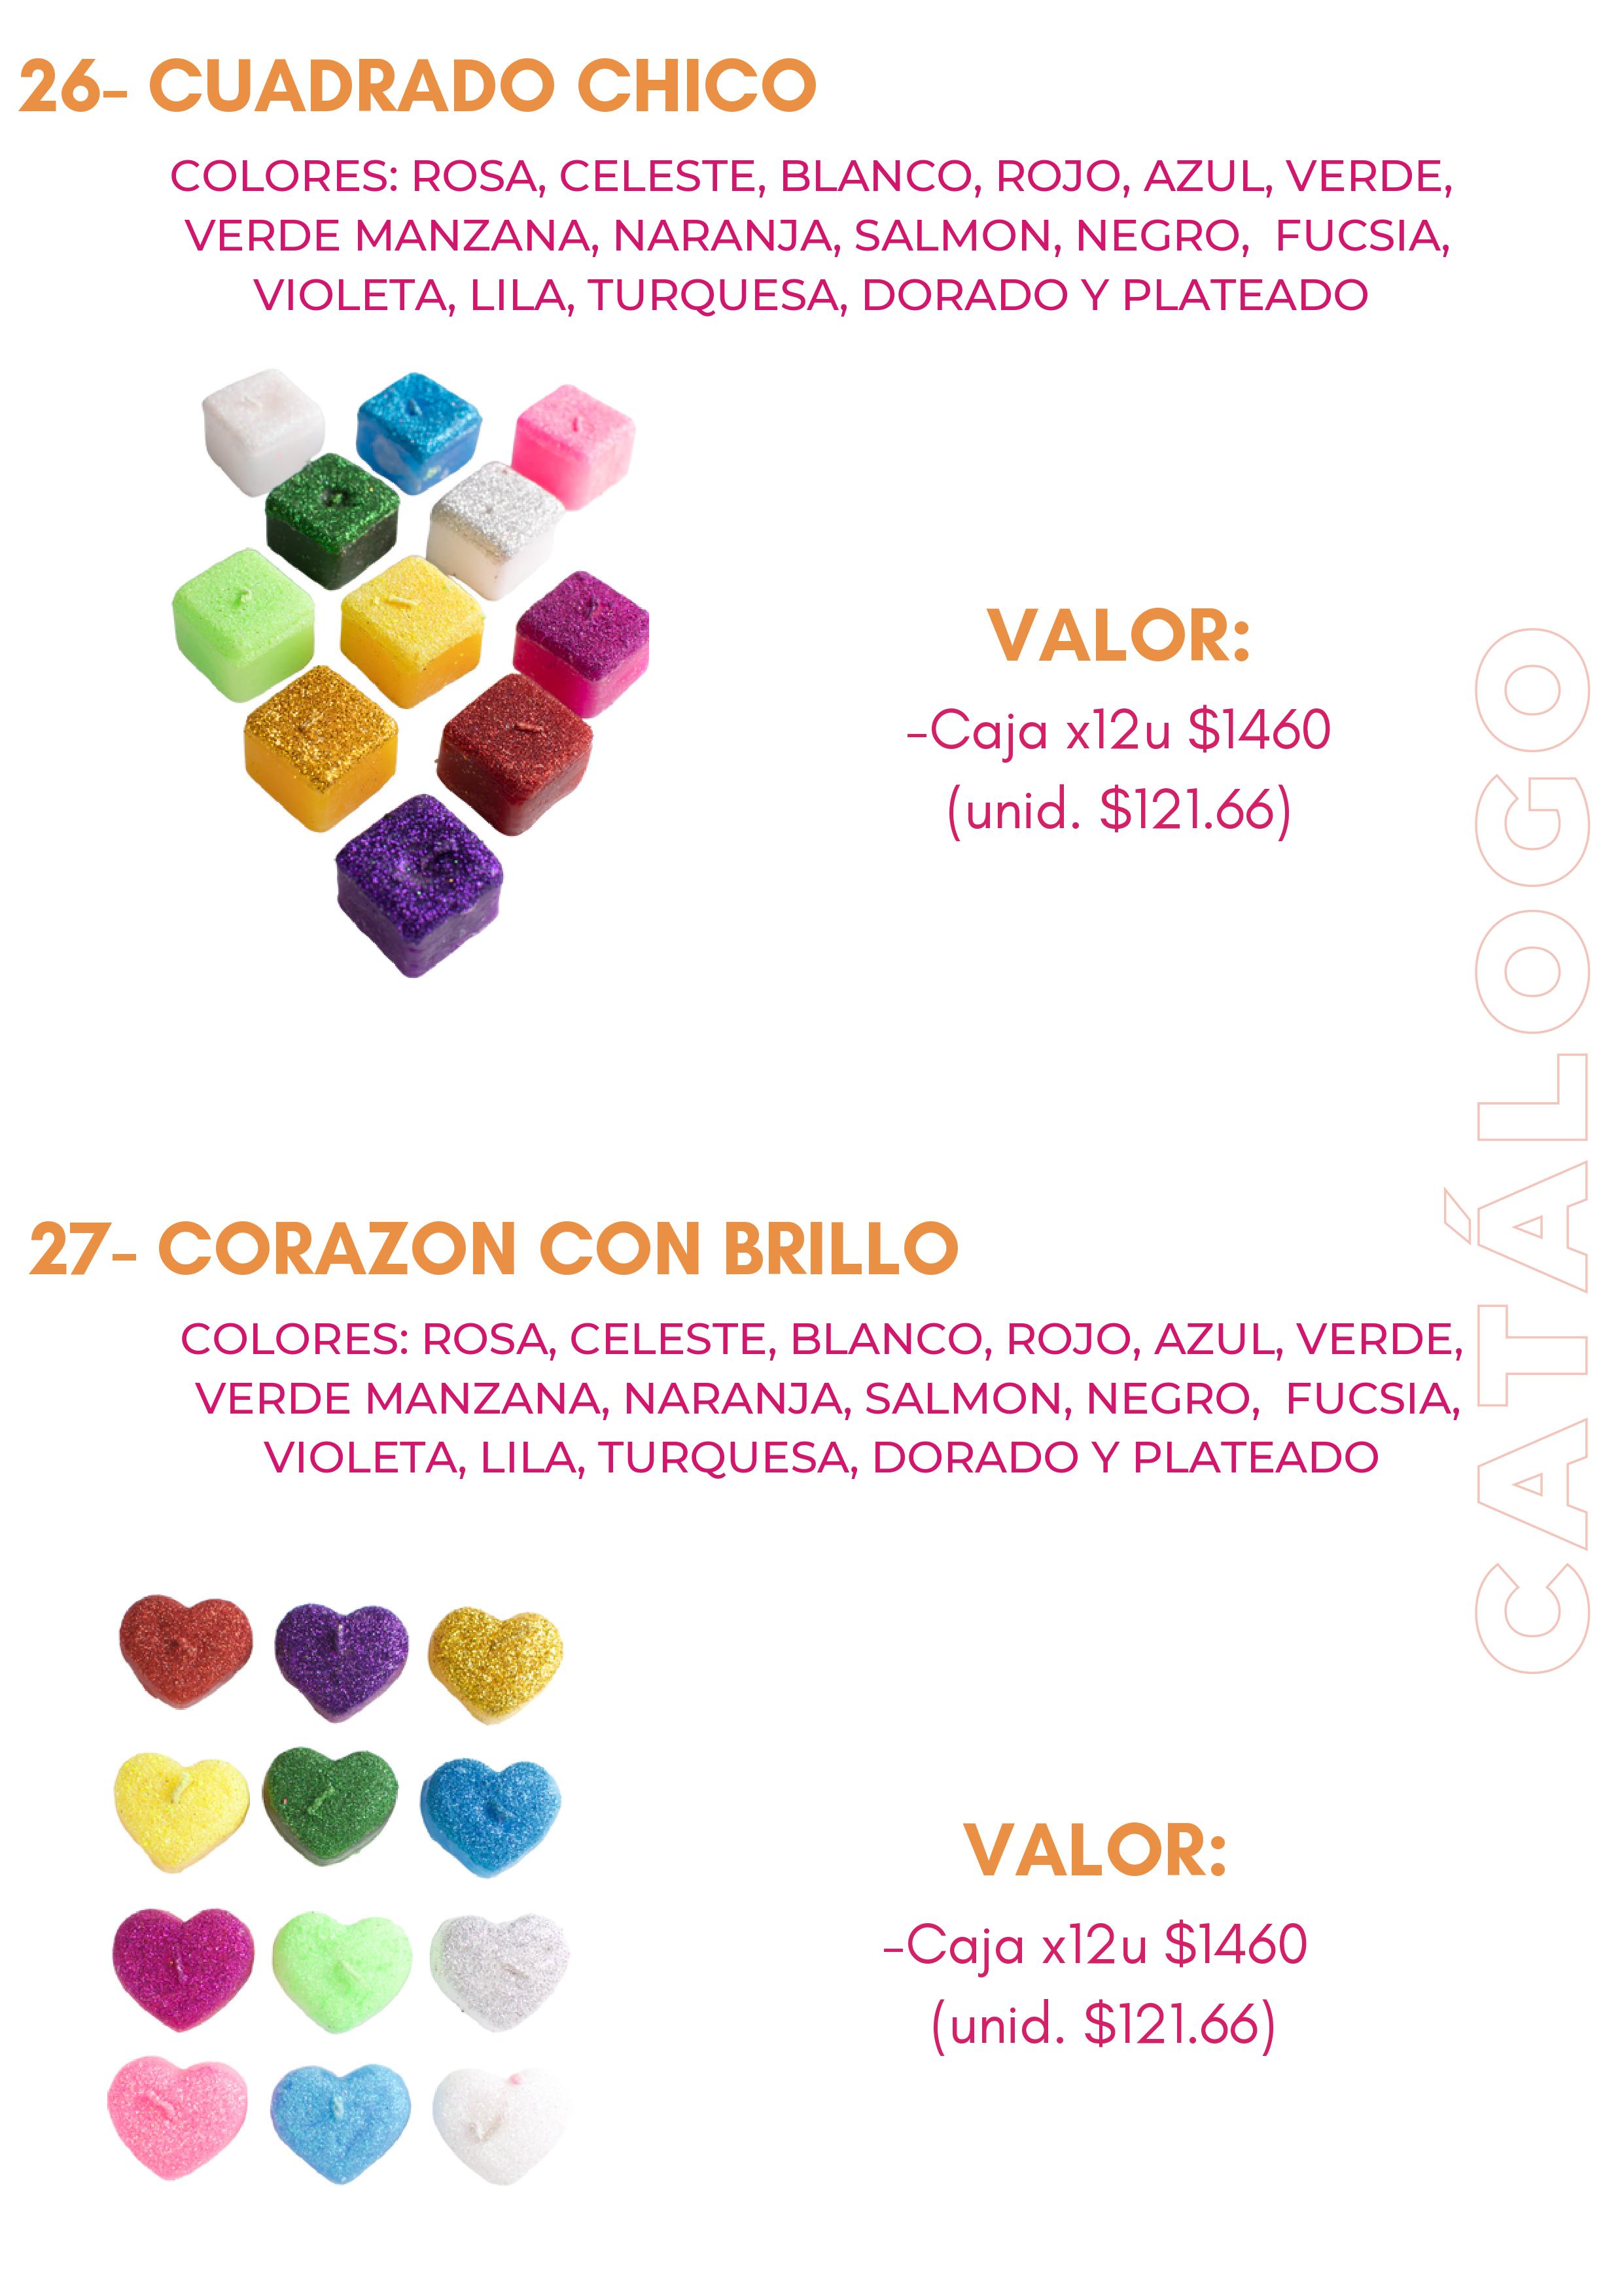 26- CUADRADO CHICO
COLORES: ROSA, CELESTE, BLANCO, ROJO, AZUL, VERDE,
VERDE MANZANA, NARANJA, SALMON, NEGRO,  FUCSIA,
VIOLETA, LILA, TURQUESA, DORADO Y PLATEADO
VALOR:
-Caja x12u $1460
(unid. $121.66)
CATÁLOGO
27- CORAZON CON BRILLO
COLORES: ROSA, CELESTE, BLANCO, ROJO, AZUL, VERDE,
VERDE MANZANA, NARANJA, SALMON, NEGRO,  FUCSIA,
VIOLETA, LILA, TURQUESA, DORADO Y PLATEADO
VALOR:
-Caja x12u $1460
(unid. $121.66)